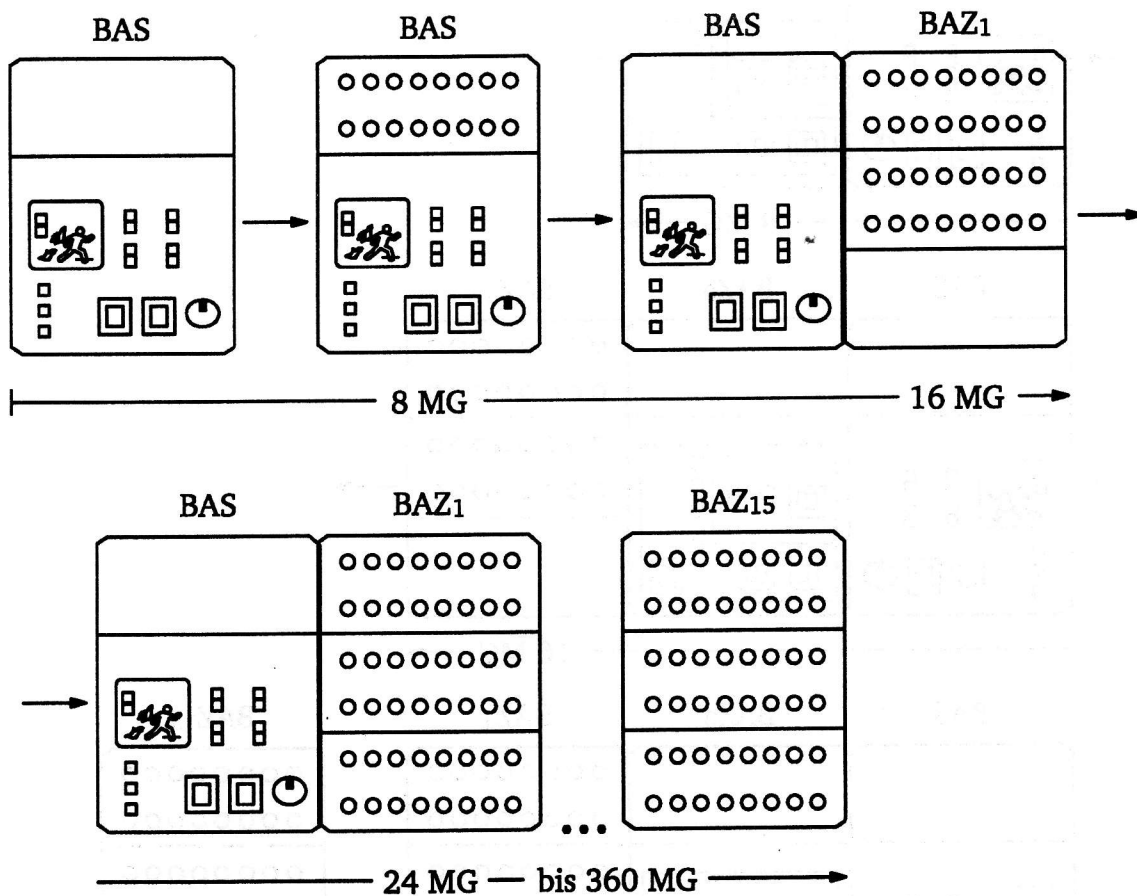 BAS BAS BAS BAZ1
8 MG 16 MG
BAS BAZ1 BAZ15
...
24 MG bis 360 MG